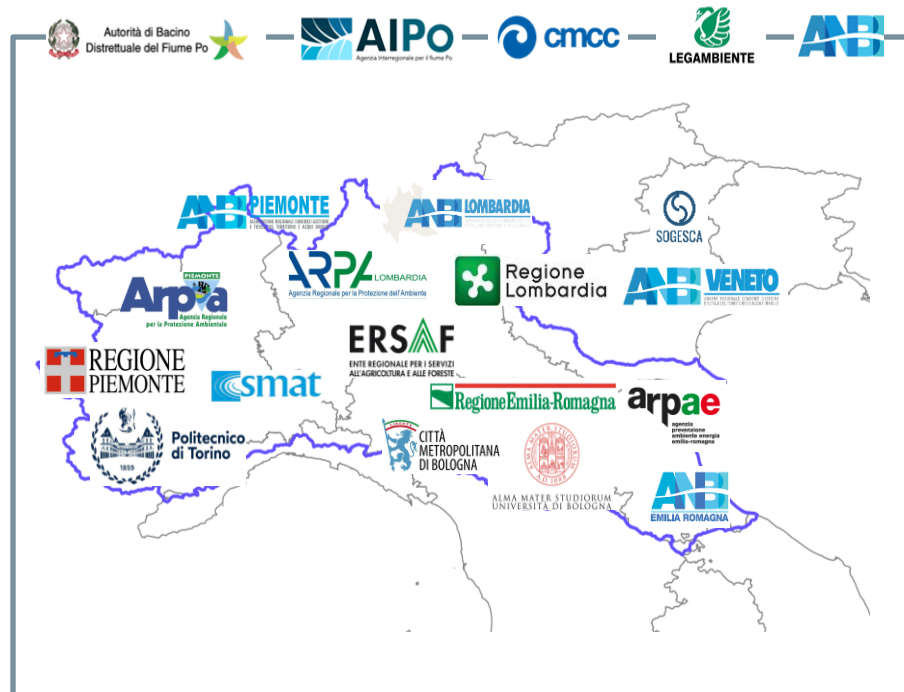 Autorità di Bacino
Distrettuale del Fiume Po
AIPo
Agenzia Interregionale per il fiume Po
cmcc
LEGAMBIENTE
ANBI
ANBI PIEMONTE
ANBI LOMBARDIA
SOGESCA
PIEMONTE
Arpa
Agenzia Regionale
per la Protezione Ambientale
ARPA LOMBARDIA
Agenzia Regionale per la Protezione dell'Ambiente
Regione
Lombardia
ANBI VENETO
REGIONE
PIEMONTE
smat
ERSAF
ENTE REGIONALE PER I SERVIZI
ALL'AGRICOLTURA E ALLE FORESTE
RegioneEmilia-Romagna
arpae
agenzia
prevenzione
ambiente energia
emilia-romagna
1859
Politecnico
di Torino
CITTÀ
METROPOLITANA
DI BOLOGNA
ALMA MATER STUDIORUM
A.D. 1088
ALMA MATER STUDIORUM
UNIVERSITÀ DI BOLOGNA
ANBI
EMILIA ROMAGNA